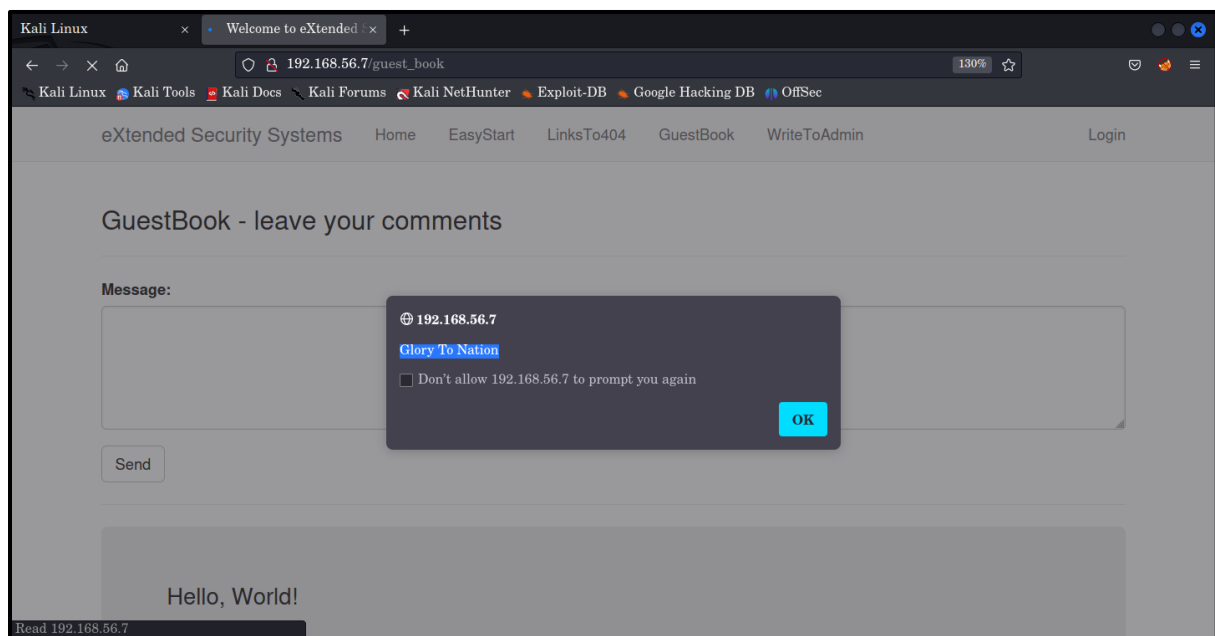 Kali Linux × Welcome to eXtended S× +
192.168.56.7/guest_book 130%
Kali Linux Kali Tools Kali Docs Kali Forums Kali NetHunter Exploit-DB Google Hacking DB OffSec
eXtended Security Systems Home EasyStart LinksTo404 GuestBook WriteToAdmin Login
GuestBook - leave your comments
Message:
192.168.56.7
Glory To Nation
Don't allow 192.168.56.7 to prompt you again
OK
Send
Hello, World!
Read 192.168.56.7